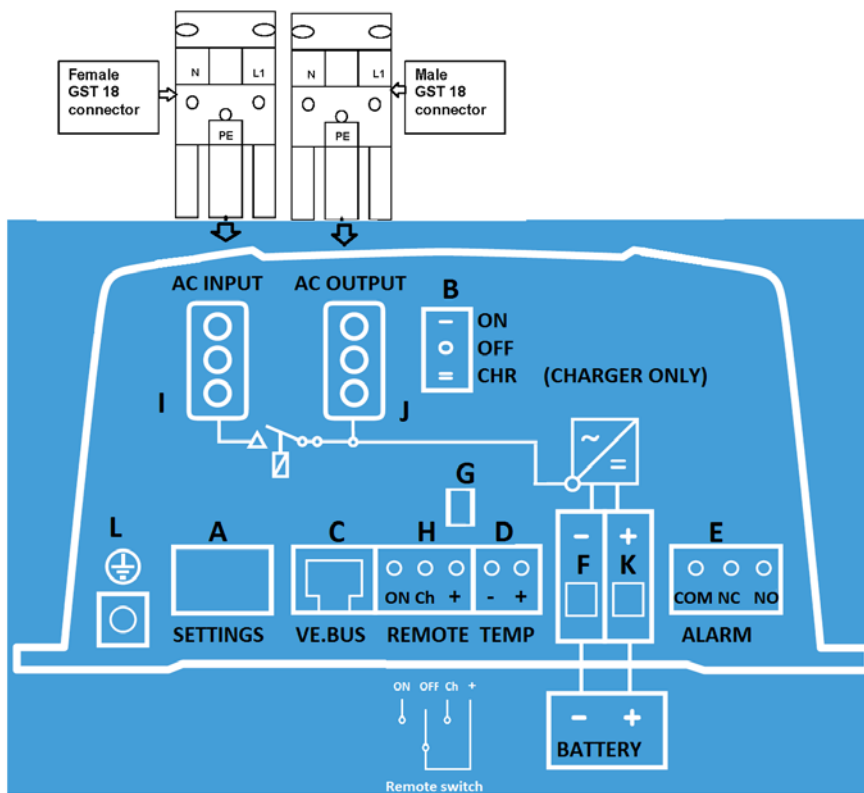 Female
GST 18
connector
N L1
PE
N L1
PE
Male
GST 18
connector
AC INPUT AC OUTPUT B
ON
OFF
CHR (CHARGER ONLY)
I J
~
=
G
L A C H D - + E
F K
ON Ch + - + COM NC NO
SETTINGS VE.BUS REMOTE TEMP ALARM
ON OFF Ch +
- +
BATTERY
Remote switch